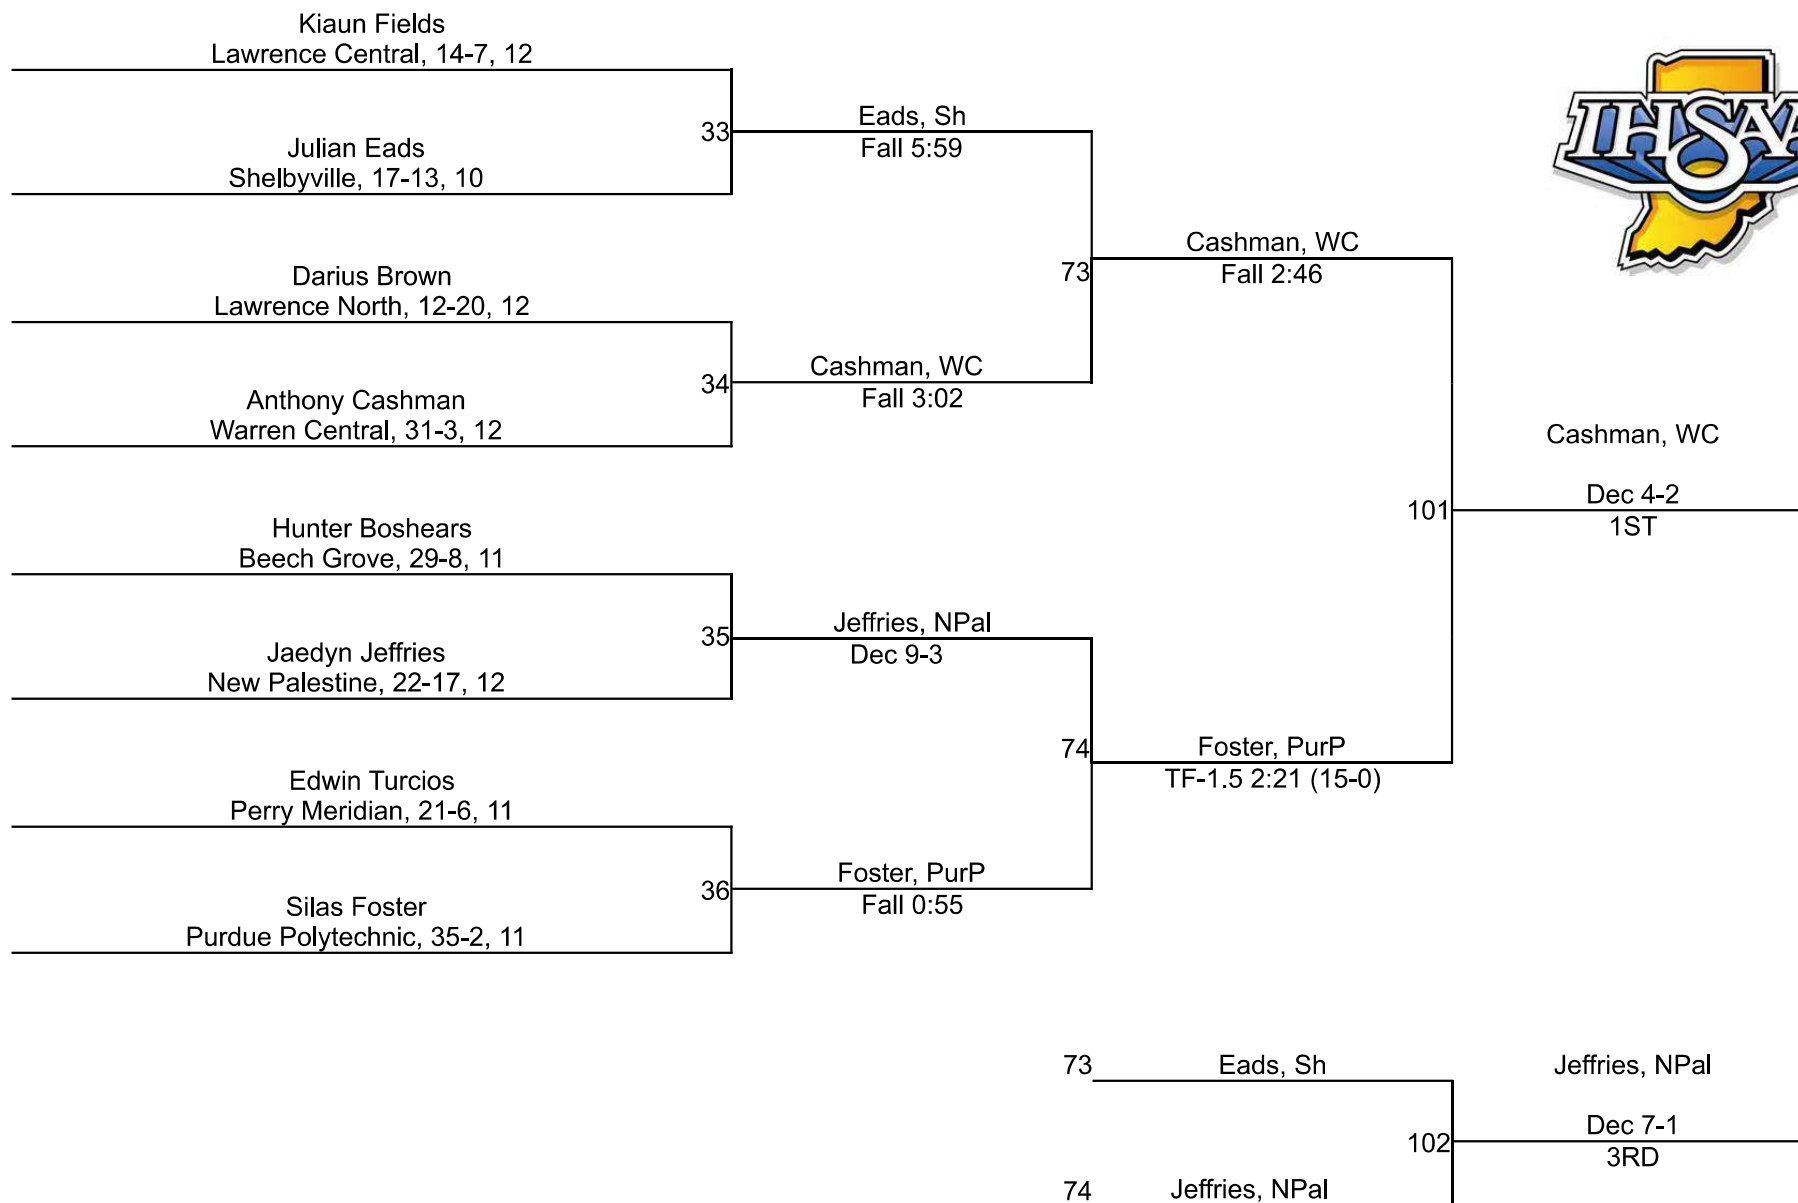 Kiaun Fields
Lawrence Central, 14-7, 12
33
Eads, Sh
Fall 5:59
Julian Eads
Shelbyville, 17-13, 10
73
Cashman, WC
Fall 2:46
Darius Brown
Lawrence North, 12-20, 12
34
Cashman, WC
Fall 3:02
Anthony Cashman
Warren Central, 31-3, 12
101
Cashman, WC
Dec 4-2
1ST
Hunter Boshears
Beech Grove, 29-8, 11
35
Jeffries, NPal
Dec 9-3
Jaedyn Jeffries
New Palestine, 22-17, 12
74
Foster, PurP
TF-1.5 2:21 (15-0)
Edwin Turcios
Perry Meridian, 21-6, 11
36
Foster, PurP
Fall 0:55
Silas Foster
Purdue Polytechnic, 35-2, 11
73
Eads, Sh
102
Jeffries, NPal
Dec 7-1
3RD
74
Jeffries, NPal
IHSAA